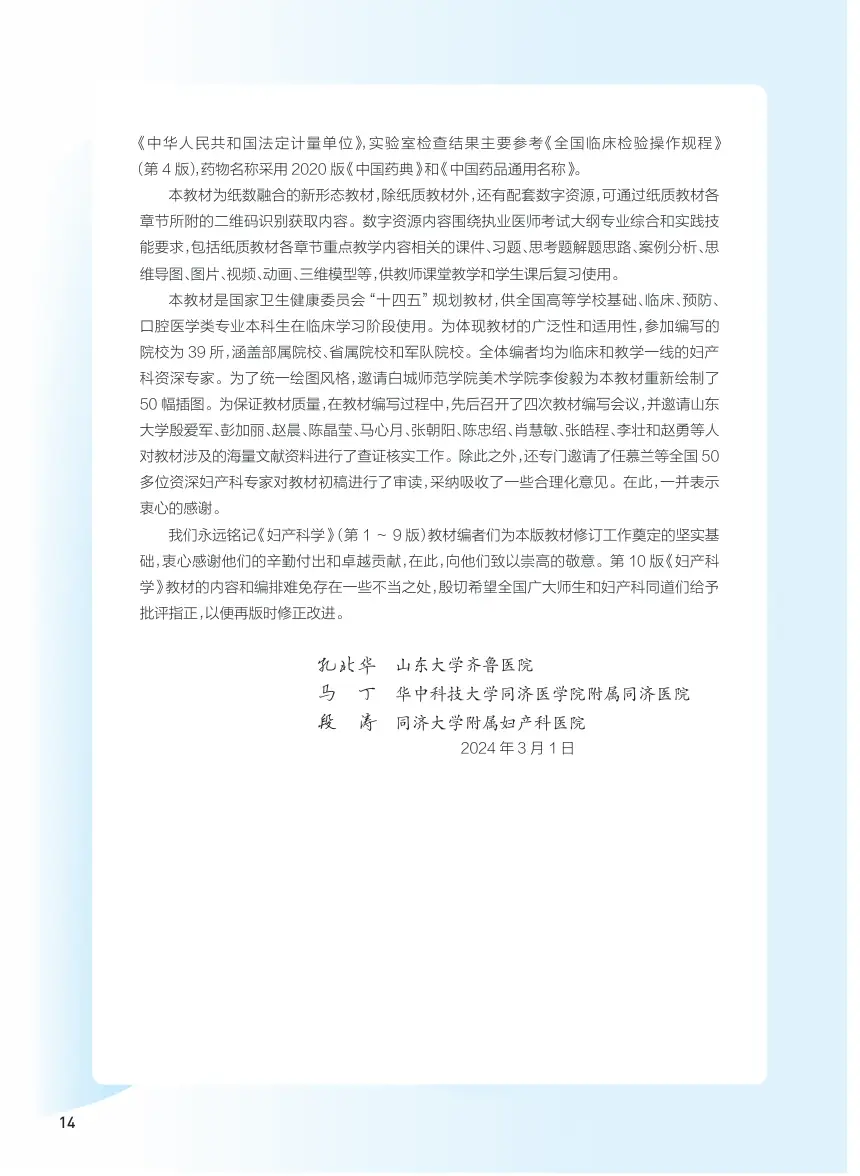 《中华人民共和国法定计量单位》，实验室检查结果主要参考《全国临床检验操作规程》
（第 4 版），药物名称采用 2020 版《中国药典》和《中国药品通用名称》。
本教材为纸数融合的新形态教材，除纸质教材外，还有配套数字资源，可通过纸质教材各
章节所附的二维码识别获取内容。数字资源内容围绕执业医师考试大纲专业综合和实践技
能要求，包括纸质教材各章节重点教学内容相关的课件、习题、思考题解题思路、案例分析、思
维导图、图片、视频、动画、三维模型等，供教师课堂教学和学生课后复习使用。
本教材是国家卫生健康委员会“十四五”规划教材，供全国高等学校基础、临床、预防、
口腔医学类专业本科生在临床学习阶段使用。为体现教材的广泛性和适用性，参加编写的
院校为 39 所，涵盖部属院校、省属院校和军队院校。全体编者均为临床和教学一线的妇产
科资深专家。为了统一绘图风格，邀请白城师范学院美术学院李俊毅为本教材重新绘制了
50 幅插图。为保证教材质量，在教材编写过程中，先后召开了四次教材编写会议，并邀请山东
大学殷爱军、彭加丽、赵晨、陈晶莹、马心月、张朝阳、陈忠绍、肖慧敏、张皓程、李壮和赵勇等人
对教材涉及的海量文献资料进行了查证核实工作。除此之外，还专门邀请了任慕兰等全国 50
多位资深妇产科专家对教材初稿进行了审读，采纳吸收了一些合理化意见。在此，一并表示
衷心的感谢。
我们永远铭记《妇产科学》（第 1 ～ 9 版）教材编者们为本版教材修订工作奠定的坚实基
础，衷心感谢他们的辛勤付出和卓越贡献，在此，向他们致以崇高的敬意。第 10 版《妇产科
学》教材的内容和编排难免存在一些不当之处，殷切希望全国广大师生和妇产科同道们给予
批评指正，以便再版时修正改进。
孔北华 山东大学齐鲁医院
马 丁 华中科技大学同济医学院附属同济医院
段 涛 同济大学附属妇产科医院
2024 年 3 月 1 日
14